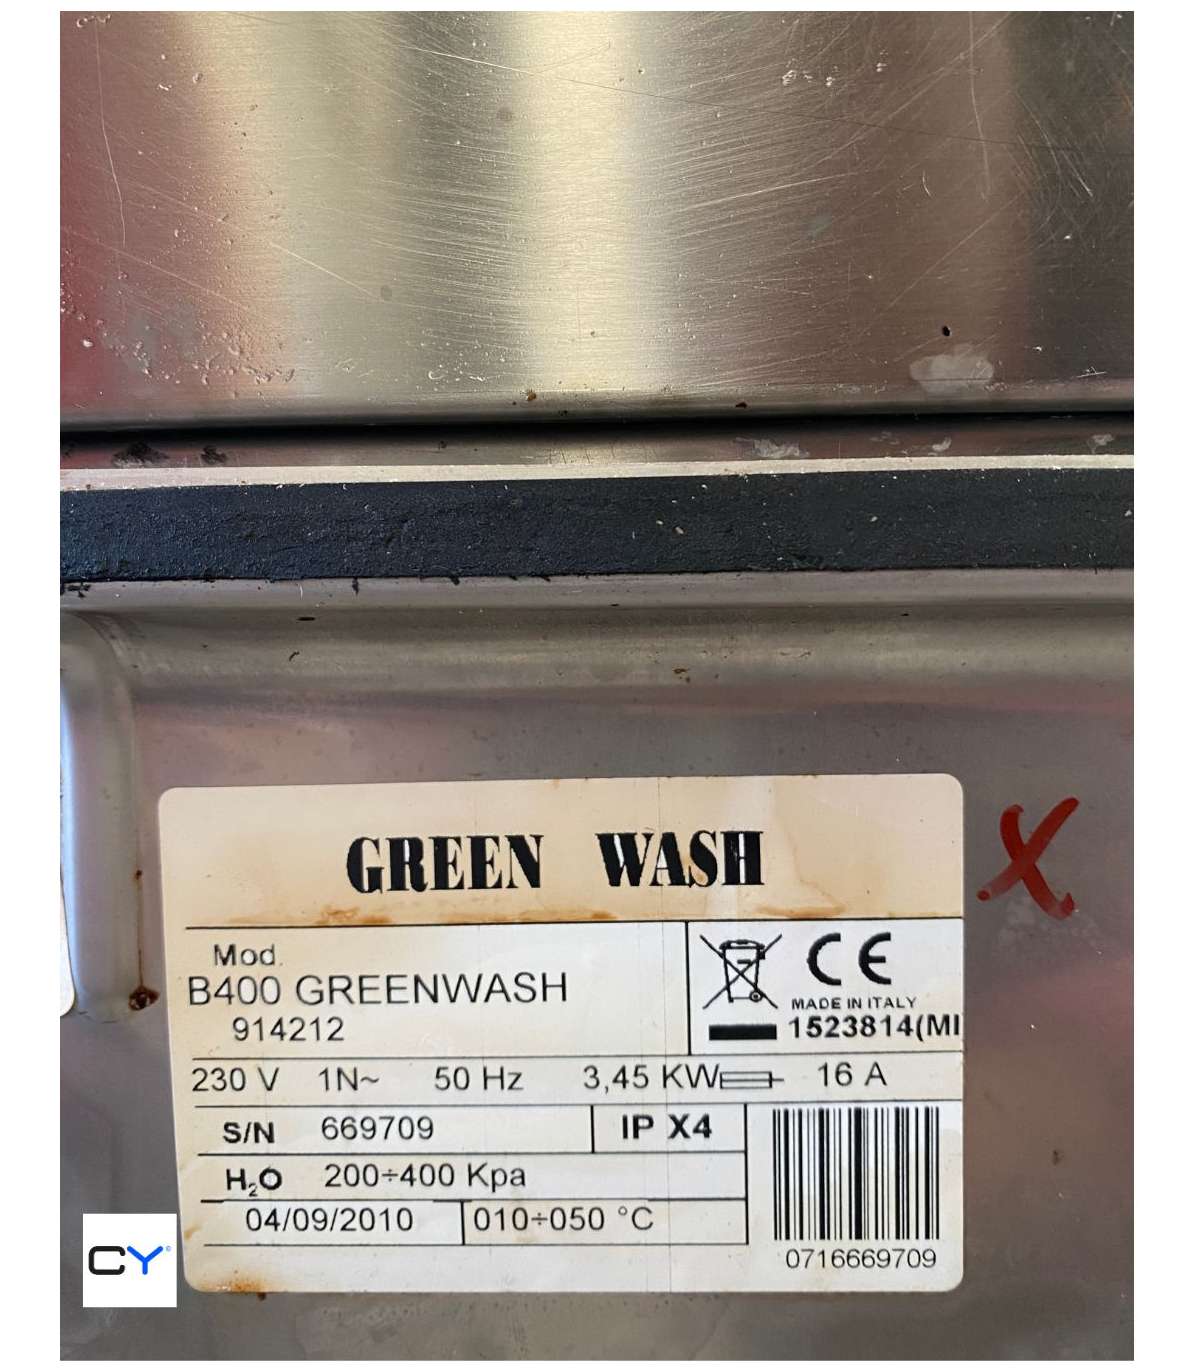 GREEN WASH
Mod.
B400 GREENWASH
914212
CE
MADE IN ITALY
1523814(MI
230 V 1N~ 50 Hz 3,45 KW 16 A
S/N 669709 IP X4
H₂O 200÷400 Kpa
04/09/2010 010÷050 °C
0716669709
X
CY